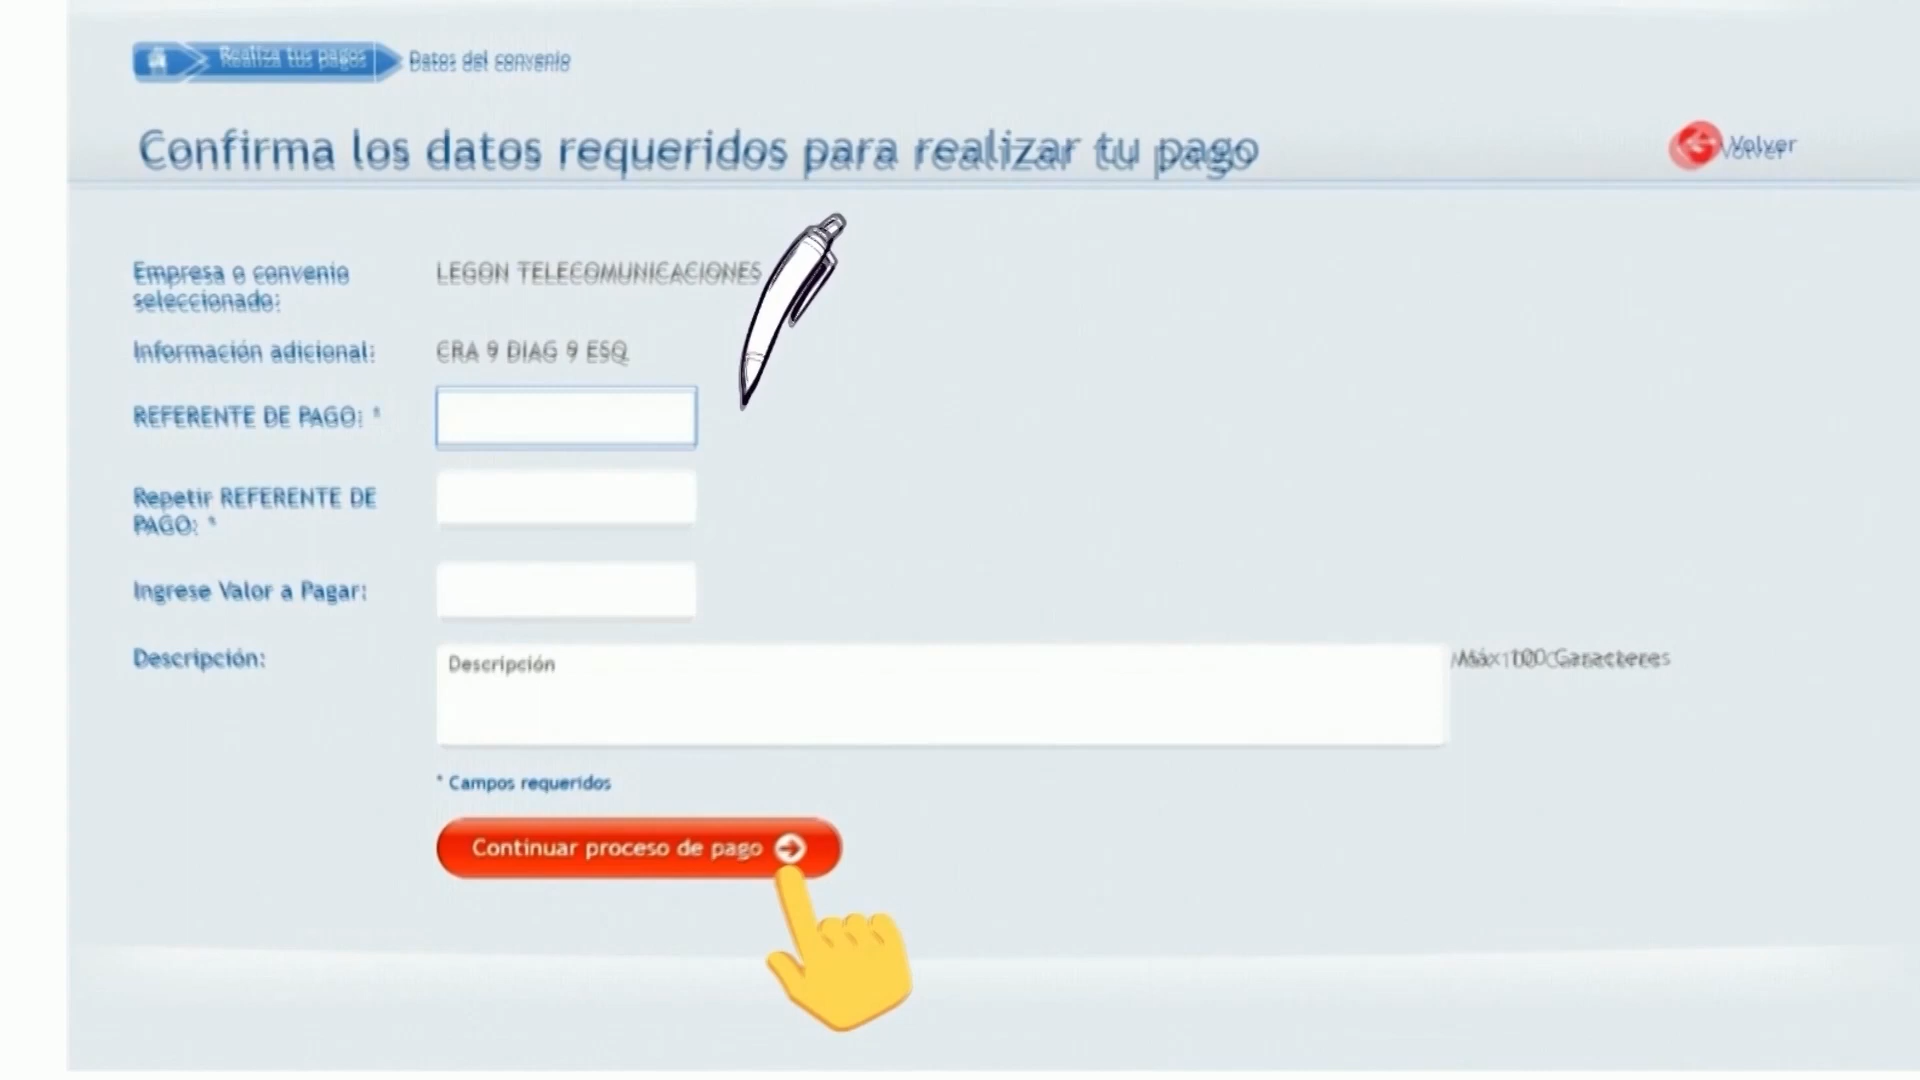 Realiza tus pagos
Datos del convenio
Confirma los datos requeridos para realizar tu pago
Volver
Empresa o convenio
seleccionado:
LEGON TELECOMUNICACIONES
Información adicional:
CRA 9 DIAG 9 ESQ
REFERENTE DE PAGO: *
Repetir REFERENTE DE
PAGO: *
Ingrese Valor a Pagar:
Descripción:
Descripción
Máx 100 Caracteres
* Campos requeridos
Continuar proceso de pago